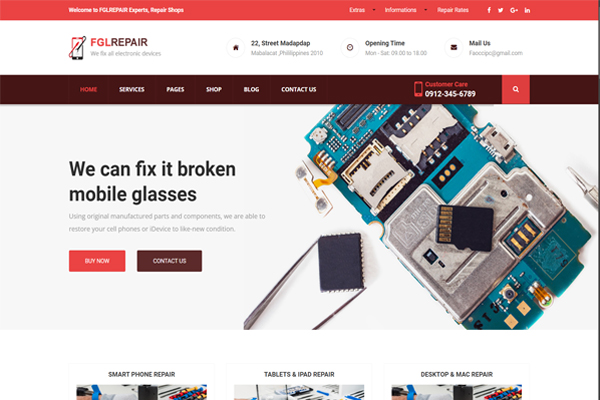 Welcome to FGLREPAIR Experts, Repair Shops
Extras
Informations
Repair Rates
FGLREPAIR
We fix all electronic devices
22, Street Madapdap
Mabalacat ,Phillippines 2010
Opening Time
Mon - Sat: 09.00 to 18.00
Mail Us
Faoccipc@gmail.com
HOME
SERVICES
PAGES
SHOP
BLOG
CONTACT US
Customer Care
0912-345-6789
We can fix it broken
mobile glasses
Using original manufactured parts and components, we are able to
restore your cell phones or iDevice to like-new condition.
BUY NOW
CONTACT US
SMART PHONE REPAIR
TABLETS & IPAD REPAIR
DESKTOP & MAC REPAIR